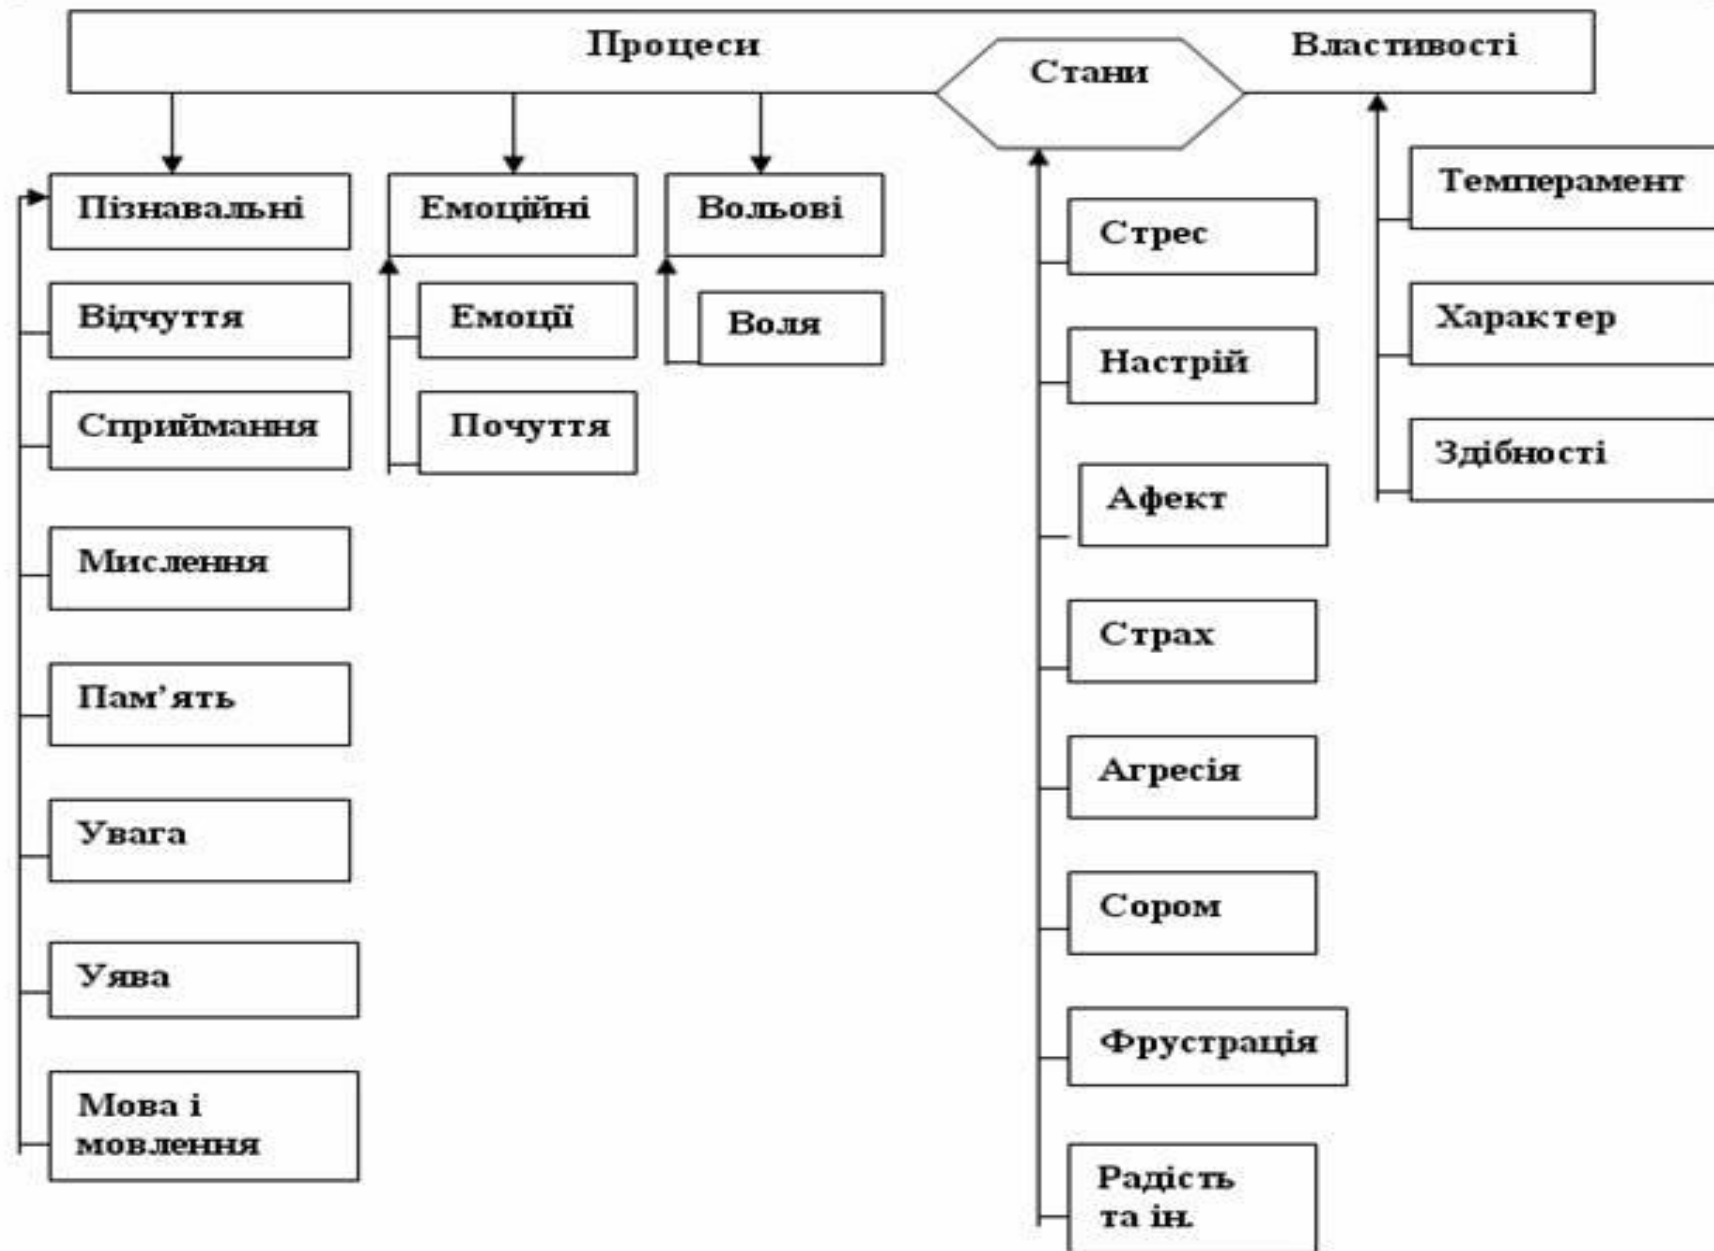 Процеси
Стани
Властивості
Пізнавальні
Відчуття
Сприймання
Мислення
Пам’ять
Увага
Уява
Мова і
мовлення
Емоційні
Емоції
Почуття
Вольові
Воля
Стрес
Настрій
Афект
Страх
Агресія
Сором
Фрустрація
Радість
та ін.
Темперамент
Характер
Здібності